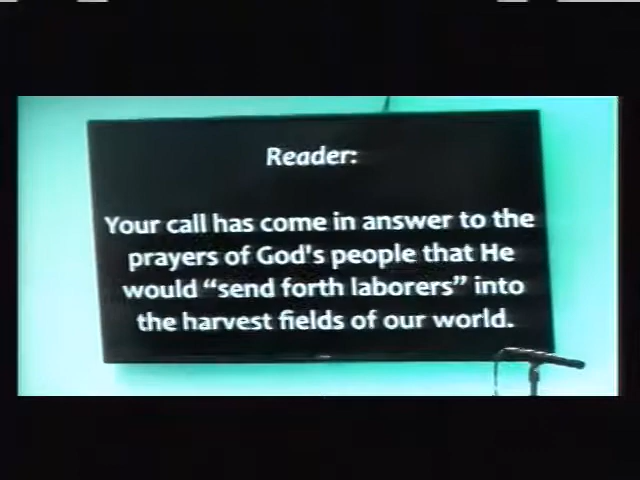 Reader:
Your call has come in answer to the
prayers of God's people that He
would “send forth laborers” into
the harvest fields of our world.